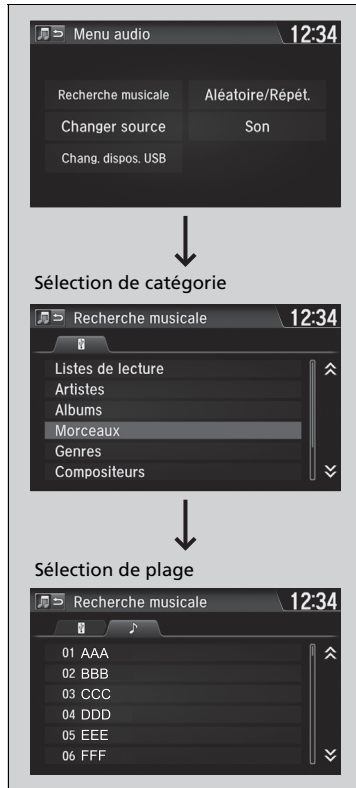 Menu audio 12:34
Recherche musicale Aléatoire/Répét.
Changer source Son
Chang. dispos. USB
Sélection de catégorie
Recherche musicale 12:34
Listes de lecture
Artistes
Albums
Morceaux
Genres
Compositeurs
Sélection de plage
Recherche musicale 12:34
01 AAA
02 BBB
03 CCC
04 DDD
05 EEE
06 FFF